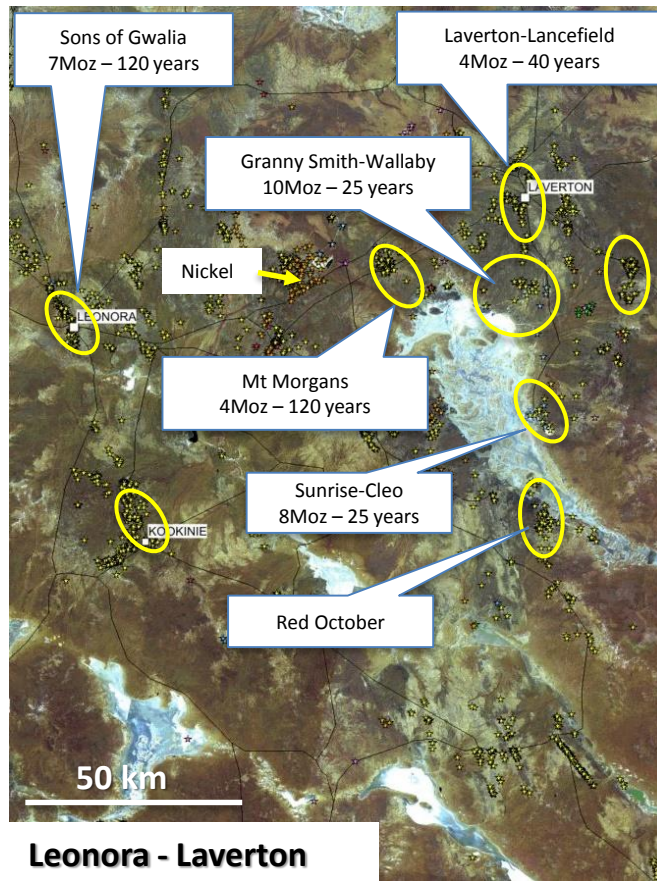 Sons of Gwalia
7Moz – 120 years
Laverton-Lancefield
4Moz – 40 years
Granny Smith-Wallaby
10Moz – 25 years
LAVERTON
Nickel
LEONORA
Mt Morgans
4Moz – 120 years
Sunrise-Cleo
8Moz – 25 years
KOOKINIE
Red October
50 km
Leonora - Laverton